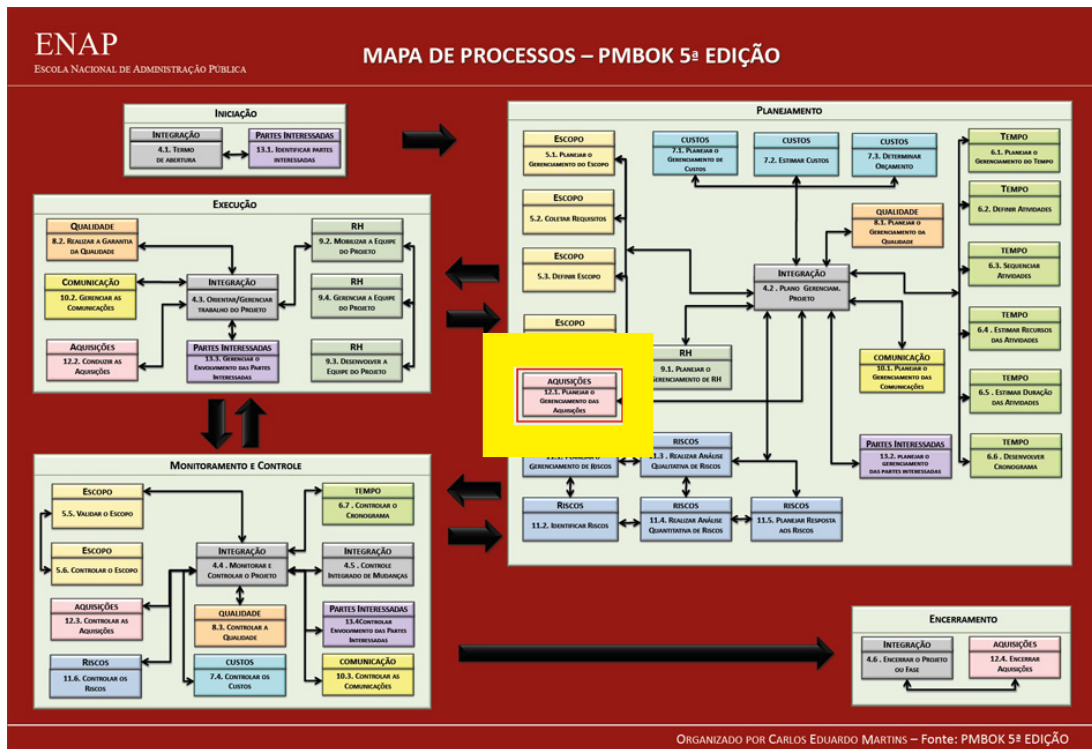 ENAP
ESCOLA NACIONAL DE ADMINISTRAÇÃO PÚBLICA
MAPA DE PROCESSOS – PMBOK 5ª EDIÇÃO
INICIAÇÃO
INTEGRAÇÃO
4.1. TERMO
DE ABERTURA
PARTES INTERESSADAS
13.1. IDENTIFICAR PARTES
INTERESSADAS
EXECUÇÃO
QUALIDADE
8.2. REALIZAR A GARANTIA
DA QUALIDADE
RH
9.2. MOBILIZAR A EQUIPE
DO PROJETO
COMUNICAÇÃO
10.2. GERENCIAR AS
COMUNICAÇÕES
INTEGRAÇÃO
4.3. ORIENTAR/GERENCIAR
TRABALHO DO PROJETO
RH
9.4. GERENCIAR A EQUIPE
DO PROJETO
AQUISIÇÕES
12.2. CONDUZIR AS
AQUISIÇÕES
PARTES INTERESSADAS
13.3. GERENCIAR O
ENVOLVIMENTO DAS PARTES
INTERESSADAS
RH
9.3. DESENVOLVER A
EQUIPE DO PROJETO
MONITORAMENTO E CONTROLE
ESCOPO
5.5. VALIDAR O ESCOPO
TEMPO
6.7 . CONTROLAR O
CRONOGRAMA
ESCOPO
5.6. CONTROLAR O ESCOPO
INTEGRAÇÃO
4.4 . MONITORAR E
CONTROLAR O PROJETO
INTEGRAÇÃO
4.5 . CONTROLE
INTEGRADO DE MUDANÇAS
AQUISIÇÕES
12.3. CONTROLAR AS
AQUISIÇÕES
QUALIDADE
8.3. CONTROLAR A
QUALIDADE
PARTES INTERESSADAS
13.4CONTROLAR
ENVOLVIMENTO DAS PARTES
INTERESSADAS
RISCOS
11.6. CONTROLAR OS
RISCOS
CUSTOS
7.4. CONTROLAR OS
CUSTOS
COMUNICAÇÃO
10.3. CONTROLAR AS
COMUNICAÇÕES
PLANEJAMENTO
ESCOPO
5.1. PLANEJAR O
GERENCIAMENTO DO ESCOPO
CUSTOS
7.1. PLANEJAR O
GERENCIAMENTO DE
CUSTOS
CUSTOS
7.2. ESTIMAR CUSTOS
CUSTOS
7.3. DETERMINAR
ORÇAMENTO
TEMPO
6.1. PLANEJAR O
GERENCIAMENTO DO TEMPO
ESCOPO
5.2. COLETAR REQUISITOS
QUALIDADE
8.1. PLANEJAR O
GERENCIAMENTO DA
QUALIDADE
TEMPO
6.2. DEFINIR ATIVIDADES
ESCOPO
5.3. DEFINIR ESCOPO
INTEGRAÇÃO
4.2 . PLANO GERENCIAM.
PROJETO
TEMPO
6.3. SEQUENCIAR
ATIVIDADES
ESCOPO
TEMPO
6.4 . ESTIMAR RECURSOS
DAS ATIVIDADES
RH
9.1. PLANEJAR O
GERENCIAMENTO DE RH
COMUNICAÇÃO
10.1. PLANEJAR O
GERENCIAMENTO DAS
COMUNICAÇÕES
TEMPO
6.5 . ESTIMAR DURAÇÃO
DAS ATIVIDADES
AQUISIÇÕES
12.1. PLANEJAR O
GERENCIAMENTO DAS
AQUISIÇÕES
GERENCIAMENTO DE RISCOS
RISCOS
11.3 . REALIZAR ANÁLISE
QUALITATIVA DE RISCOS
PARTES INTERESSADAS
13.2. PLANEJAR O
GERENCIAMENTO
DAS PARTES INTERESSADAS
TEMPO
6.6 . DESENVOLVER
CRONOGRAMA
RISCOS
11.2. IDENTIFICAR RISCOS
RISCOS
11.4. REALIZAR ANÁLISE
QUANTITATIVA DE RISCOS
RISCOS
11.5. PLANEJAR RESPOSTA
AOS RISCOS
ENCERRAMENTO
INTEGRAÇÃO
4.6 . ENCERRAR O PROJETO
OU FASE
AQUISIÇÕES
12.4. ENCERRAR
AQUISIÇÕES
ORGANIZADO POR CARLOS EDUARDO MARTINS – Fonte: PMBOK 5ª EDIÇÃO